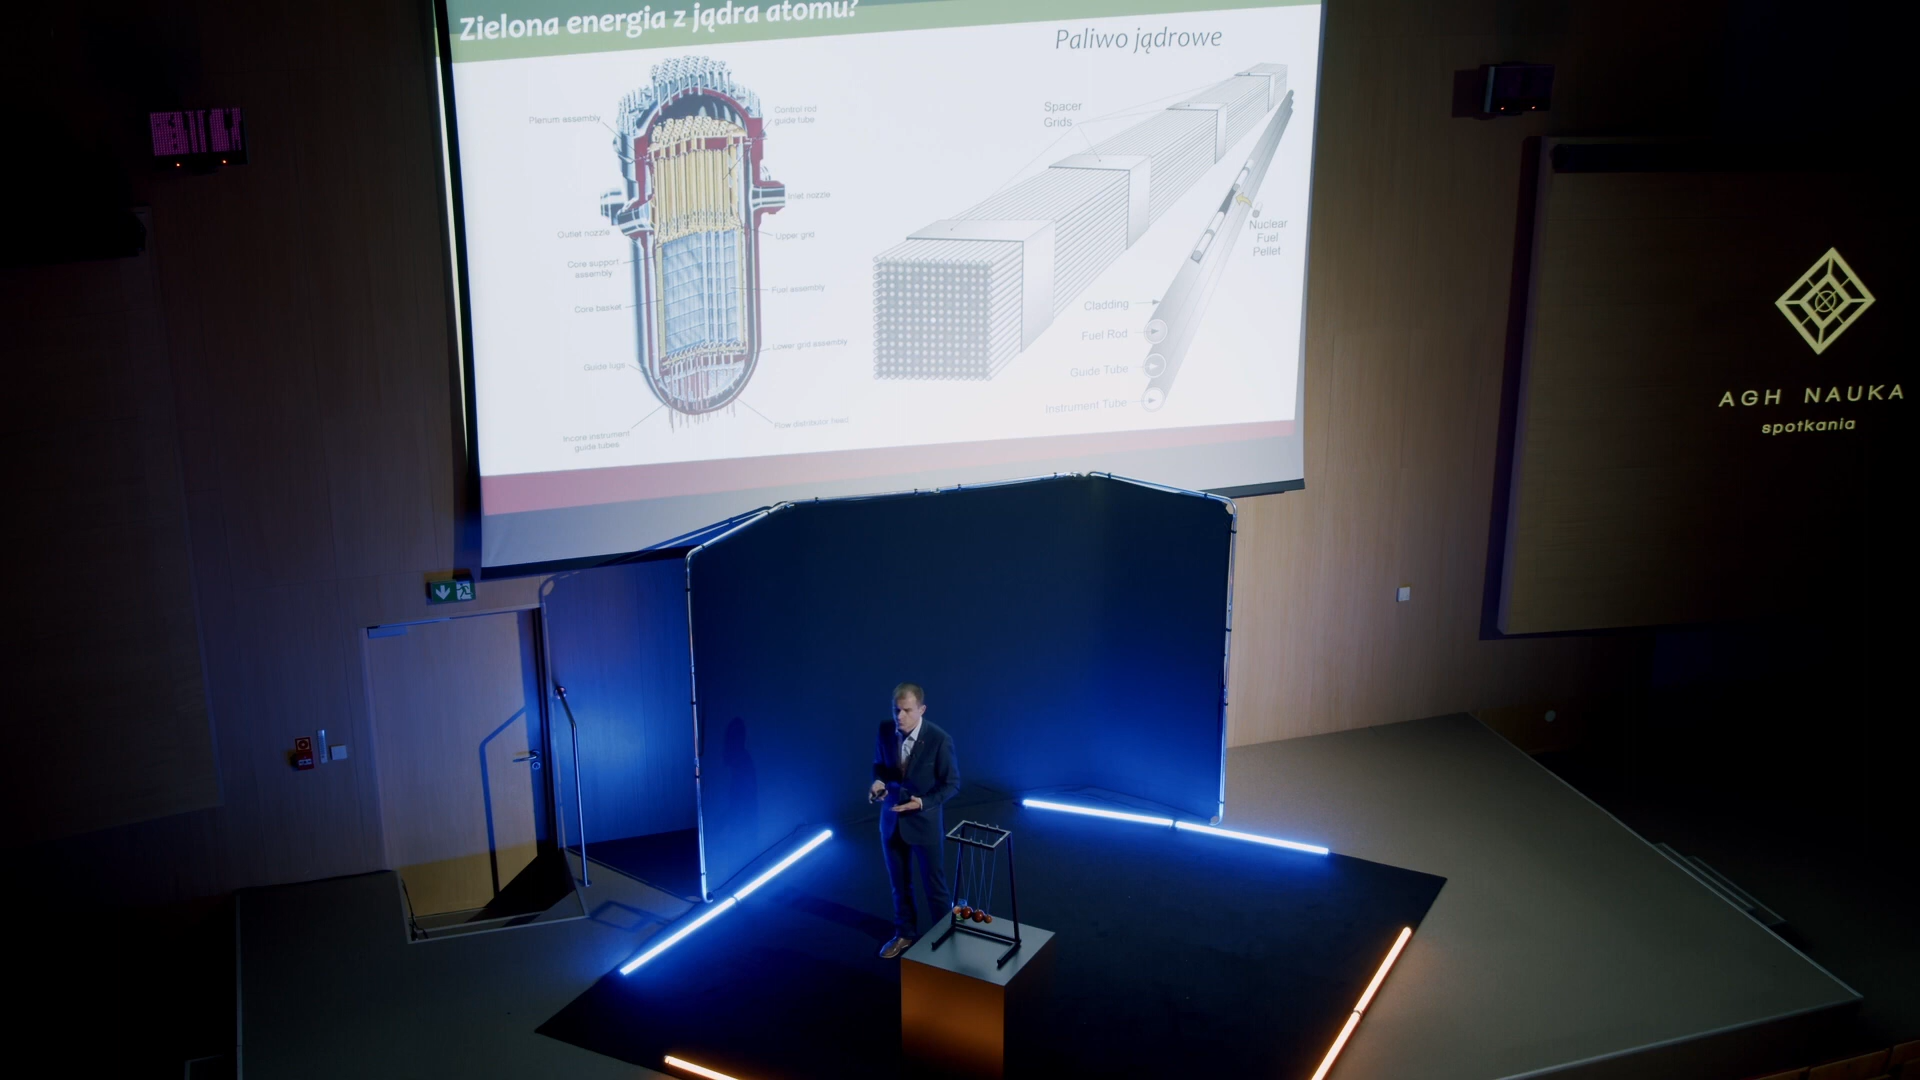 Zielona energia z jądra atomu?
Paliwo jądrowe
Plenum assembly
Control rod
guide tube
Inlet nozzle
Outlet nozzle
Upper grid
Core support
assembly
Fuel assembly
Core basket
Lower grid assembly
Guide lugs
Flow distributor head
Incore instrument
guide tubes
Spacer
Grids
Nuclear
Fuel
Pellet
Cladding
Fuel Rod
Guide Tube
Instrument Tube
AGH NAUKA
spotkania